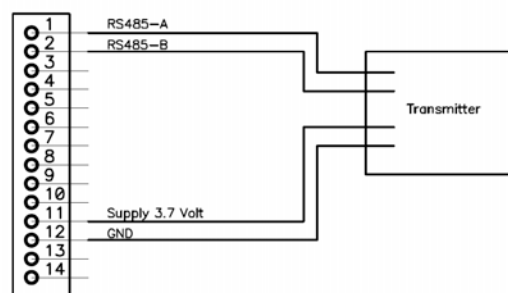 1
RS485-A
2
RS485-B
3
4
5
Transmitter
6
7
8
9
10
11
Supply 3.7 Volt
12
GND
13
14